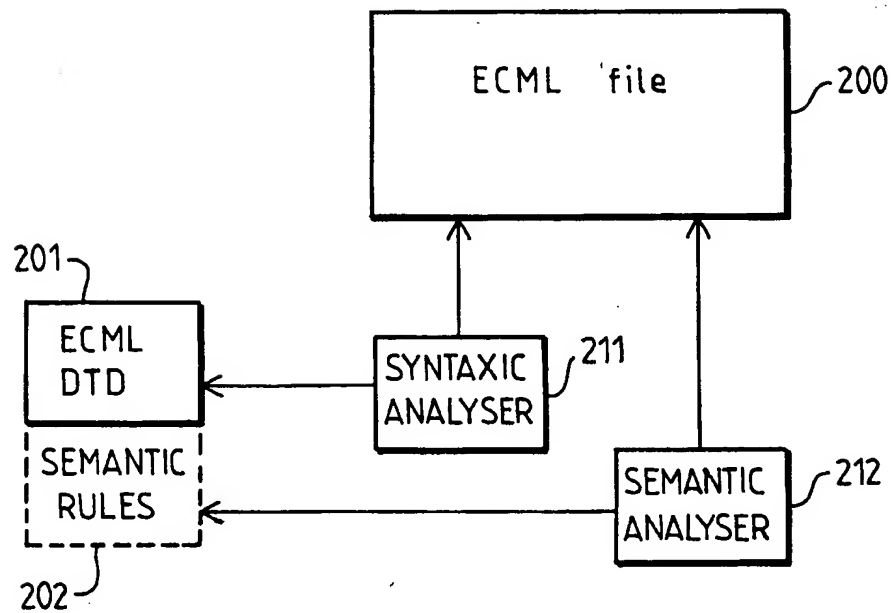 ECML file
200
201
ECML
DTD
SYNTAXIC
ANALYSER
211
SEMANTIC
RULES
SEMANTIC
ANALYSER
212
202